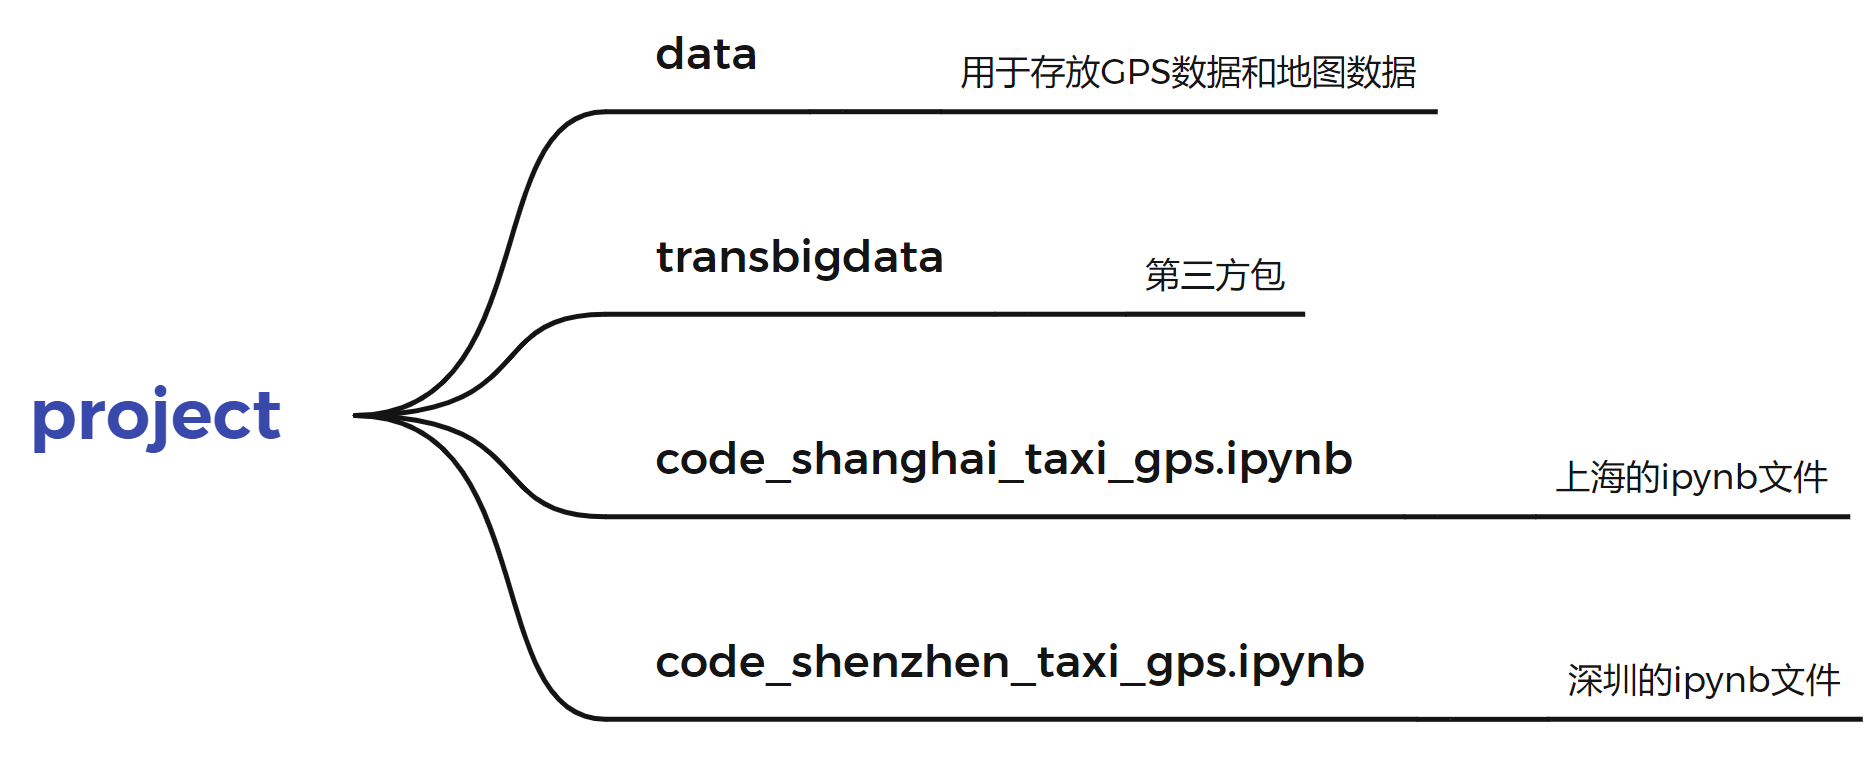 data
用于存放GPS数据和地图数据
transbigdata
第三方包
project
code_shanghai_taxi_gps.ipynb
上海的ipynb文件
code_shenzhen_taxi_gps.ipynb
深圳的ipynb文件